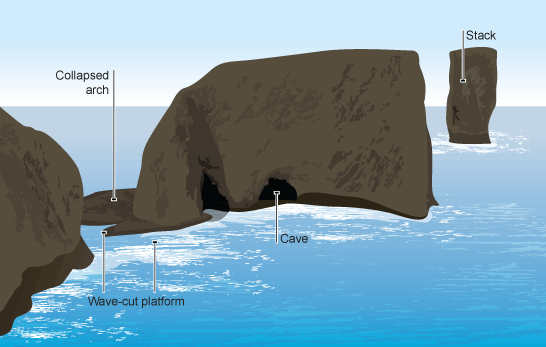 Stack
Collapsed
arch
Cave
Wave-cut platform